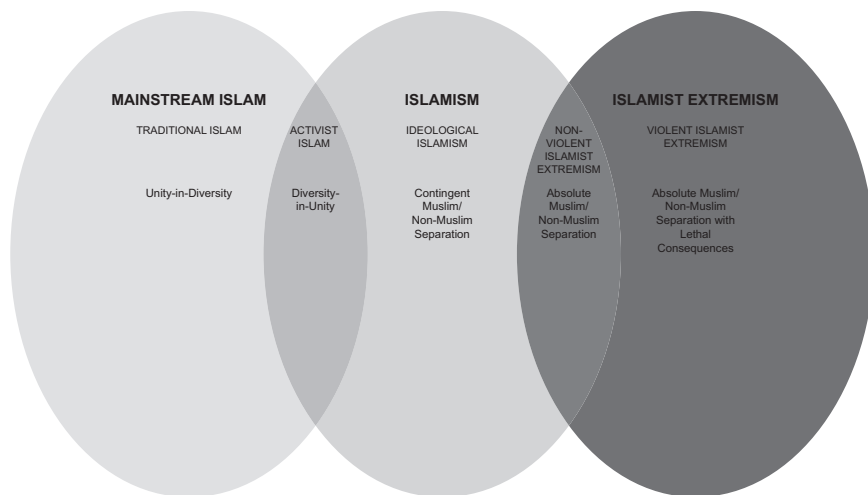 MAINSTREAM ISLAM
TRADITIONAL ISLAM
Unity-in-Diversity
ACTIVIST
ISLAM
Diversity-
in-Unity
ISLAMISM
IDEOLOGICAL
ISLAMISM
Contingent
Muslim/
Non-Muslim
Separation
NON-
VIOLENT
ISLAMIST
EXTREMISM
Absolute
Muslim/
Non-Muslim
Separation
ISLAMIST EXTREMISM
VIOLENT ISLAMIST
EXTREMISM
Absolute Muslim/
Non-Muslim
Separation with
Lethal
Consequences